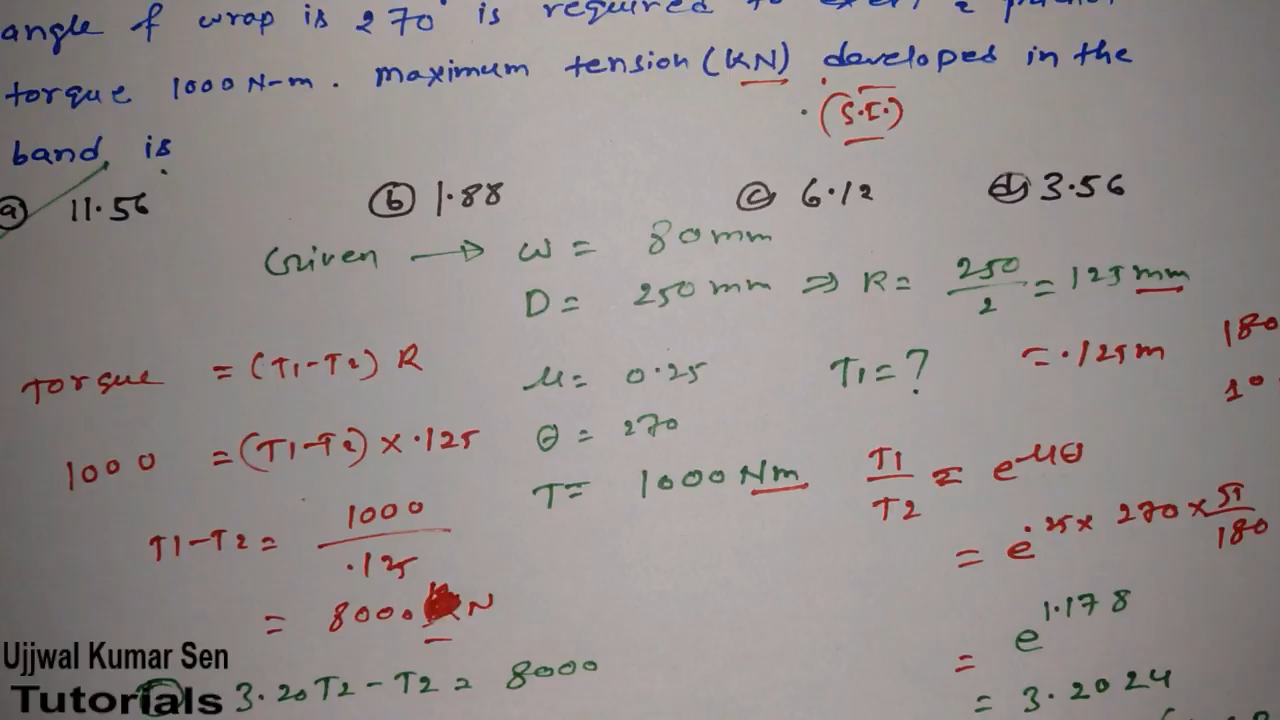 angle of wrap is 270° is required to
torque 1000 N-m. maximum tension (KN) developed in the
(S.I.)
band is
(a) 11.56 (b) 1.88 (c) 6.12 (d) 3.56
Given → w = 80 mm
D = 250 mm ⇒ R = 250/2 = 125 mm
= .125 m 180
1°
Torque = (T1-T2) R
μ = 0.25 T1 = ?
1000 = (T1-T2) × .125
θ = 270
T = 1000 Nm
T1/T2 = e^μθ
T1-T2 = 1000/.125
= e^.25× 270 × π/180
= 8000 N
= e^1.178
3.20 T2 - T2 = 8000
= 3.2024
Ujjwal Kumar Sen
Tutorials